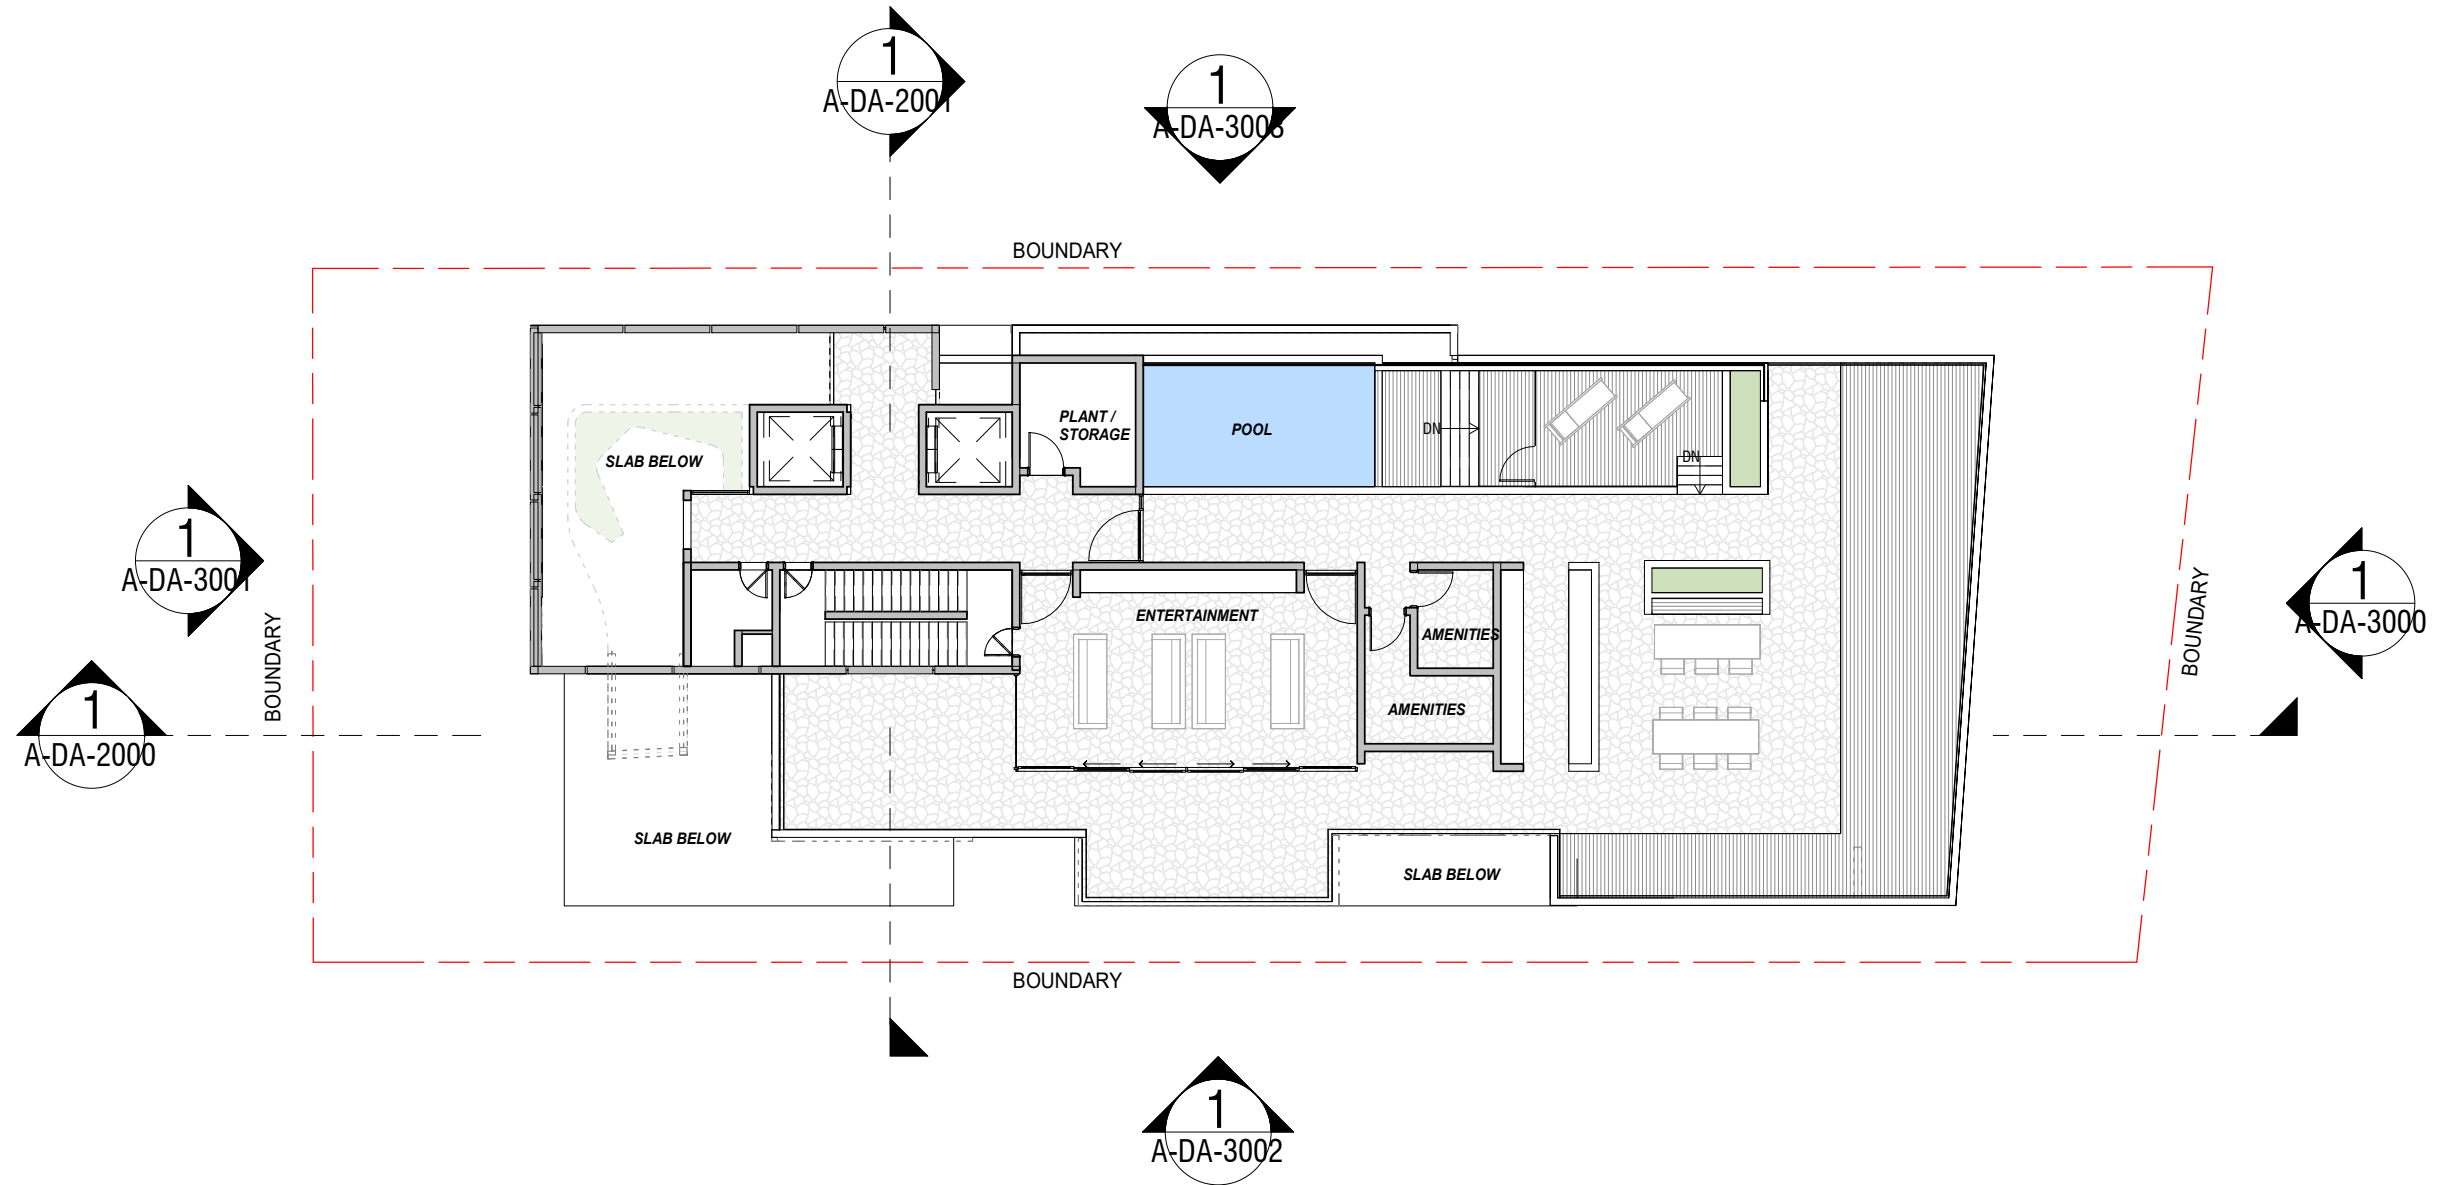 1
A-DA-2001
1
A-DA-3003
BOUNDARY
PLANT /
STORAGE
POOL
DN
DN
SLAB BELOW
1
A-DA-3001
BOUNDARY
ENTERTAINMENT
AMENITIES
AMENITIES
BOUNDARY
1
A-DA-3000
1
A-DA-2000
SLAB BELOW
SLAB BELOW
BOUNDARY
1
A-DA-3002